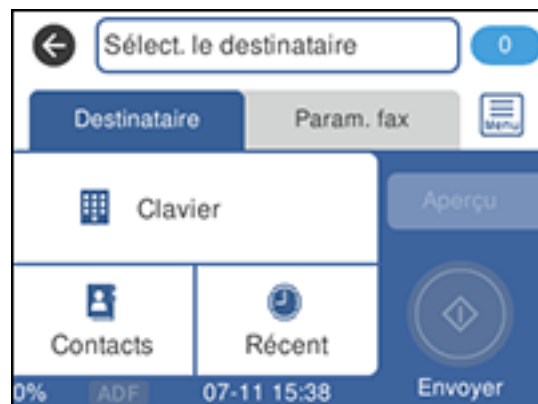 Sélect. le destinataire
0
Destinataire
Param. fax
Menu
Clavier
Aperçu
Contacts
Récent
0%
ADF
07-11 15:38
Envoyer